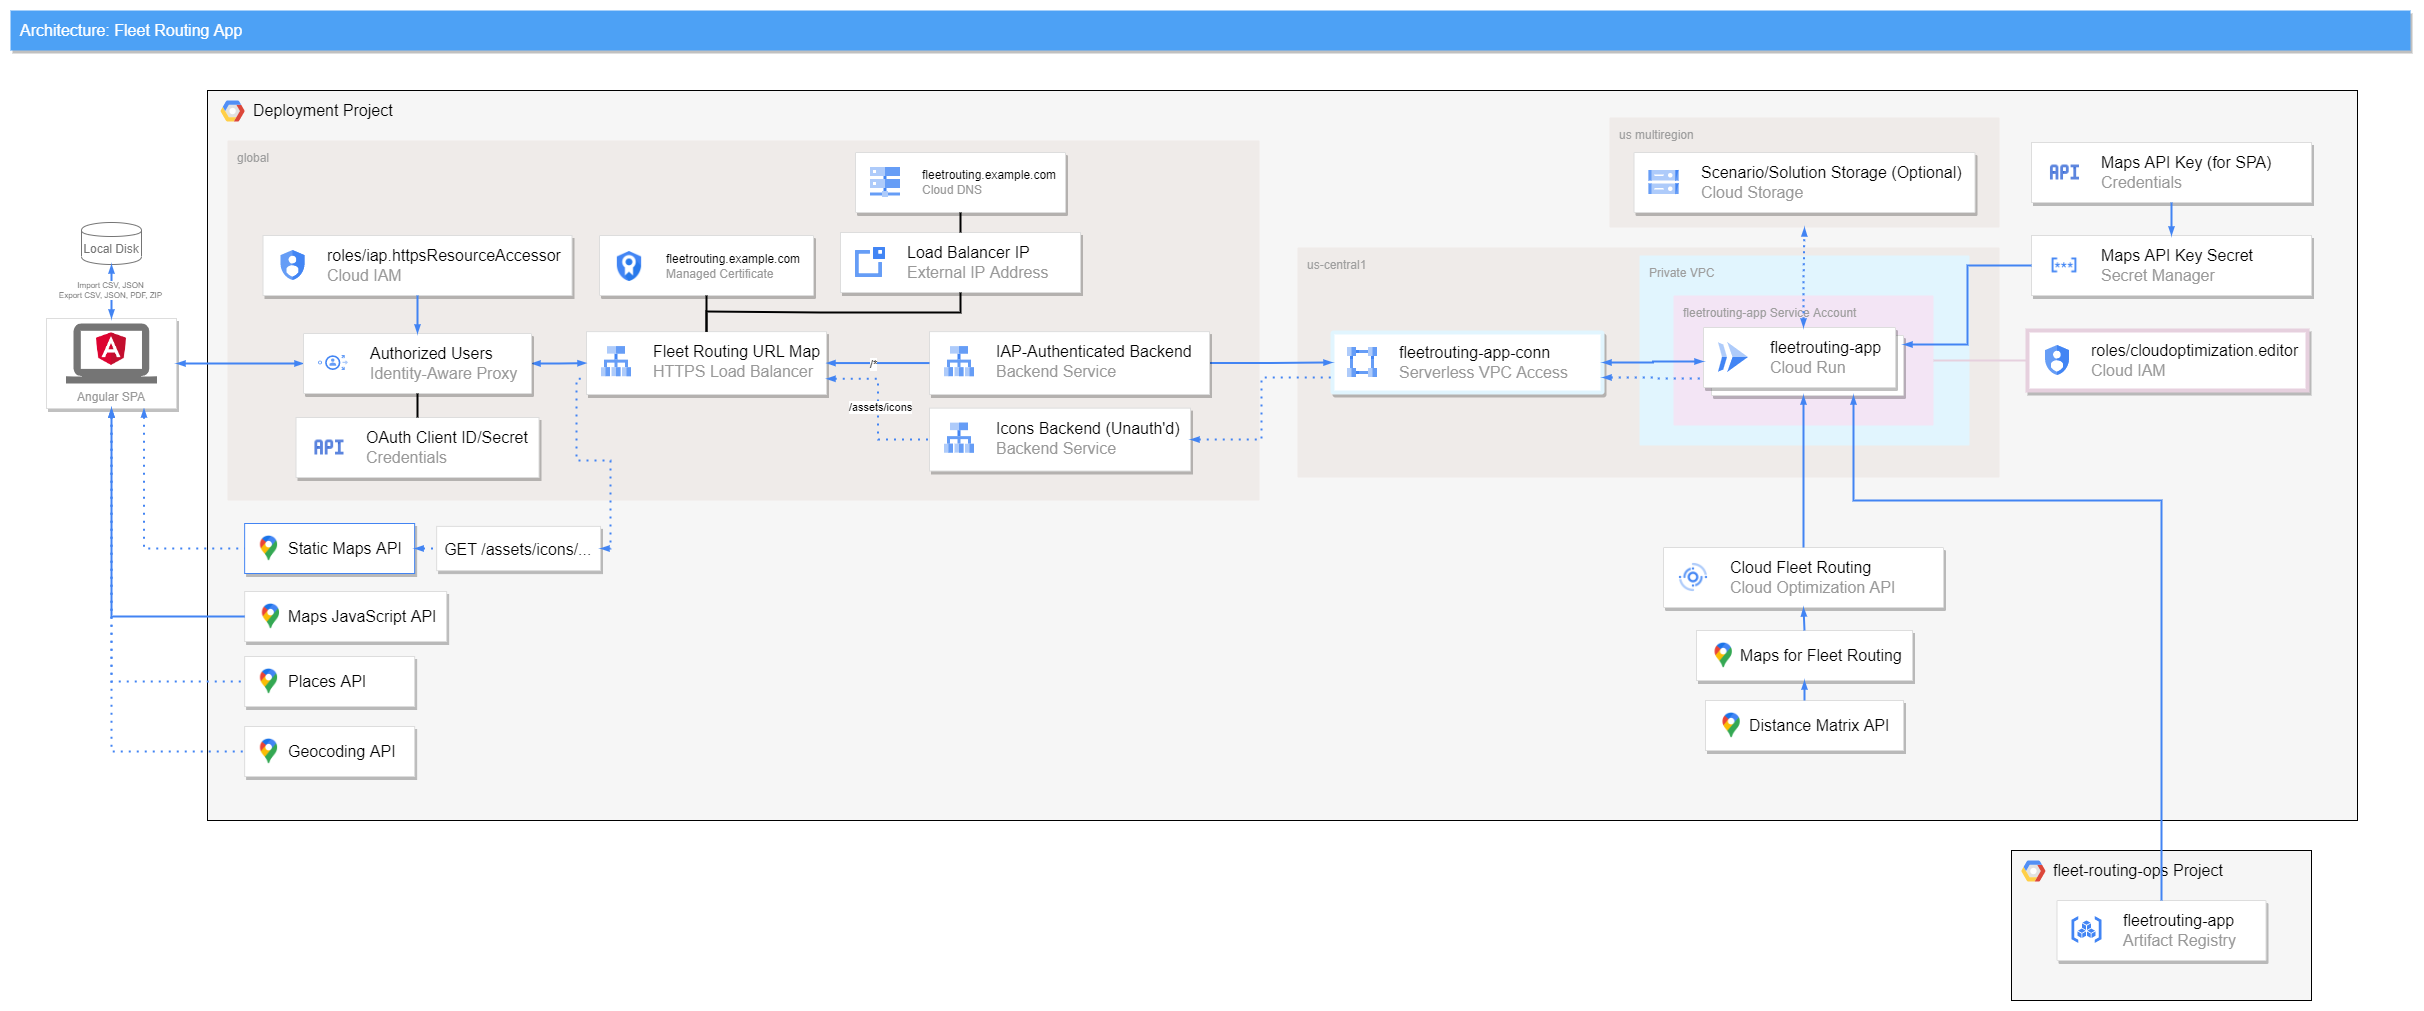 Architecture: Fleet Routing App
Deployment Project
global
fleetrouting.example.com
Cloud DNS
roles/iap.httpsResourceAccessor
Cloud IAM
fleetrouting.example.com
Managed Certificate
Load Balancer IP
External IP Address
Local Disk
Import CSV, JSON
Export CSV, JSON, PDF, ZIP
Angular SPA
Authorized Users
Identity-Aware Proxy
Fleet Routing URL Map
HTTPS Load Balancer
/*
IAP-Authenticated Backend
Backend Service
/assets/icons
Icons Backend (Unauth'd)
Backend Service
API
OAuth Client ID/Secret
Credentials
Static Maps API
GET /assets/icons/...
Maps JavaScript API
Places API
Geocoding API
us multiregion
Scenario/Solution Storage (Optional)
Cloud Storage
us-central1
Private VPC
fleetrouting-app Service Account
fleetrouting-app-conn
Serverless VPC Access
fleetrouting-app
Cloud Run
API
Maps API Key (for SPA)
Credentials
Maps API Key Secret
Secret Manager
roles/cloudoptimization.editor
Cloud IAM
Cloud Fleet Routing
Cloud Optimization API
Maps for Fleet Routing
Distance Matrix API
fleet-routing-ops Project
fleetrouting-app
Artifact Registry